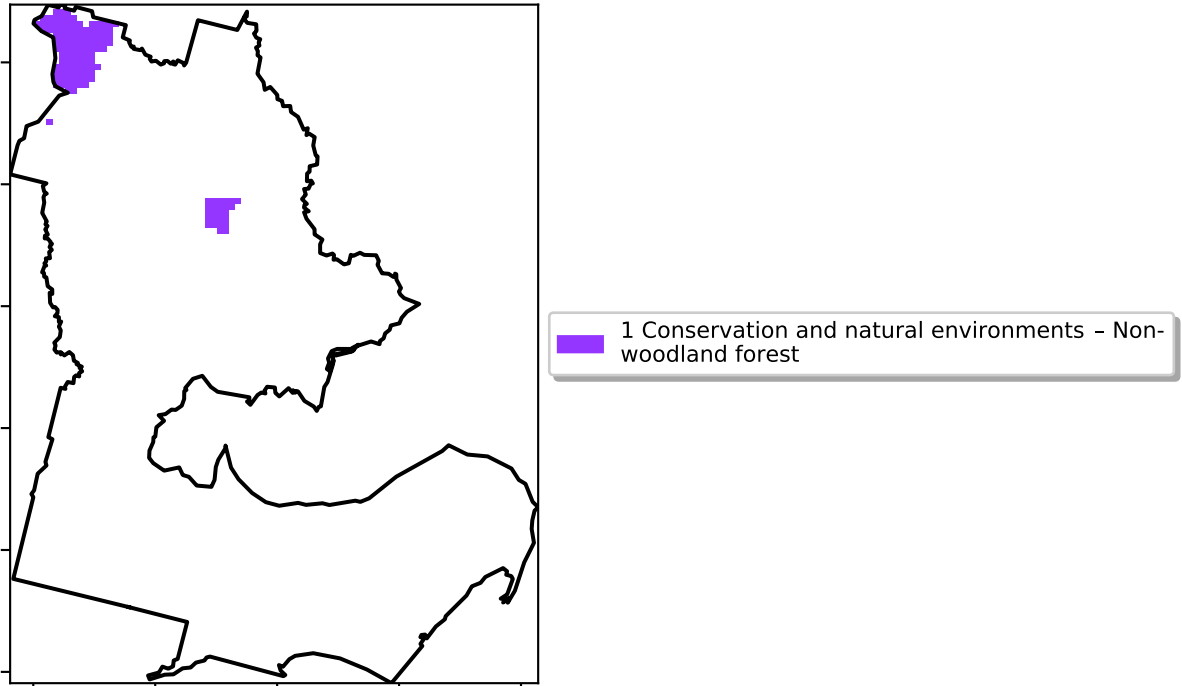 1 Conservation and natural environments – Non-
woodland forest